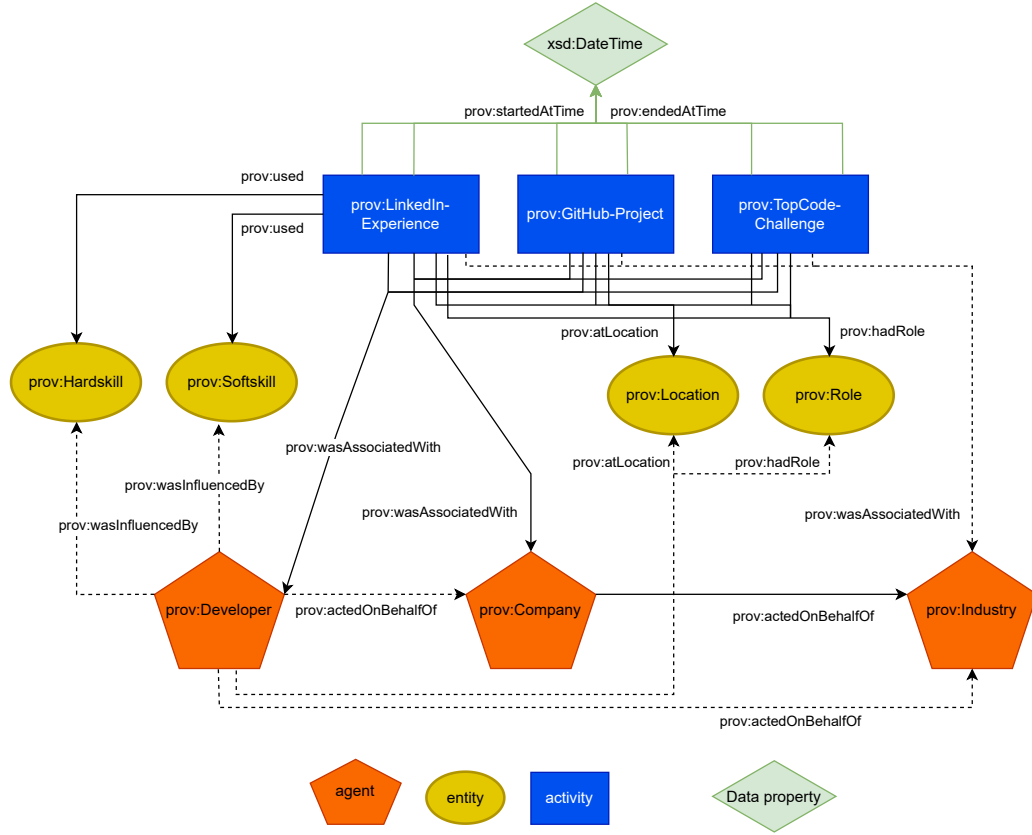 xsd:DateTime
prov:startedAtTime
prov:endedAtTime
prov:used
prov:LinkedIn-
Experience
prov:GitHub-Project
prov:TopCode-
Challenge
prov:used
prov:atLocation
prov:hadRole
prov:Hardskill
prov:Softskill
prov:Location
prov:Role
prov:wasAssociatedWith
prov:atLocation
prov:hadRole
prov:wasInfluencedBy
prov:wasAssociatedWith
prov:wasAssociatedWith
prov:wasInfluencedBy
prov:Developer
prov:actedOnBehalfOf
prov:Company
prov:actedOnBehalfOf
prov:Industry
prov:actedOnBehalfOf
agent
entity
activity
Data property